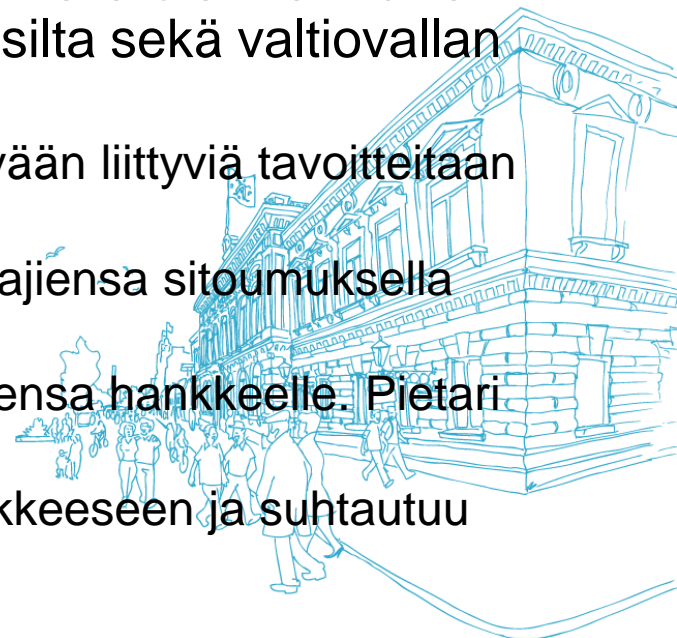 silta sekä valtiovallan
vään liittyviä tavoitteitaan
ajiensa sitoumuksella
ensa hankkeelle. Pietari
kkeeseen ja suhtautuu